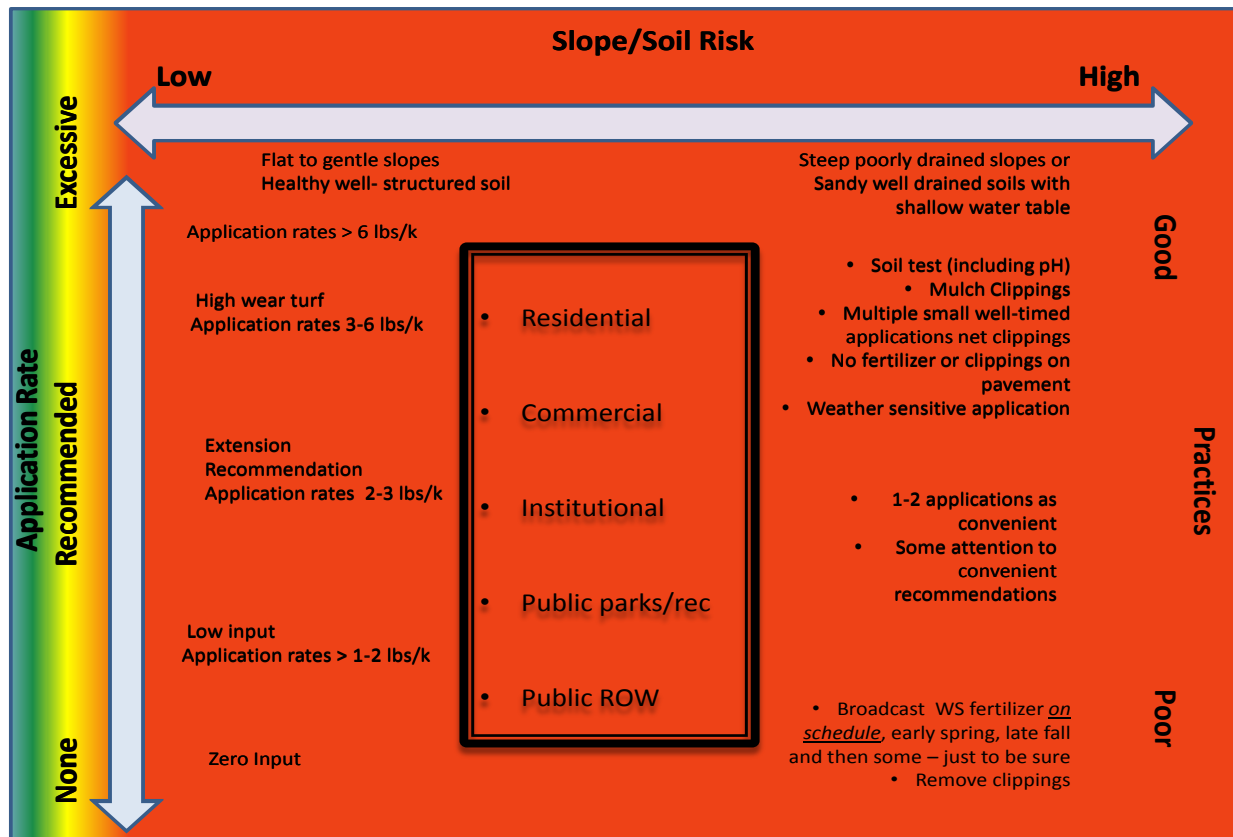 Slope/Soil Risk
Low
High
Excessive
Recommended
None
Application Rate
Flat to gentle slopes
Healthy well- structured soil
Steep poorly drained slopes or
Sandy well drained soils with
shallow water table
Application rates > 6 lbs/k
High wear turf
Application rates 3-6 lbs/k
Extension
Recommendation
Application rates  2-3 lbs/k
Low input
Application rates > 1-2 lbs/k
Zero Input
• Residential
• Commercial
• Institutional
• Public parks/rec
• Public ROW
Good
Practices
Poor
• Soil test (including pH)
• Mulch Clippings
• Multiple small well-timed
applications net clippings
• No fertilizer or clippings on
pavement
• Weather sensitive application
• 1-2 applications as
convenient
• Some attention to
convenient
recommendations
• Broadcast  WS fertilizer on
schedule, early spring, late fall
and then some – just to be sure
• Remove clippings